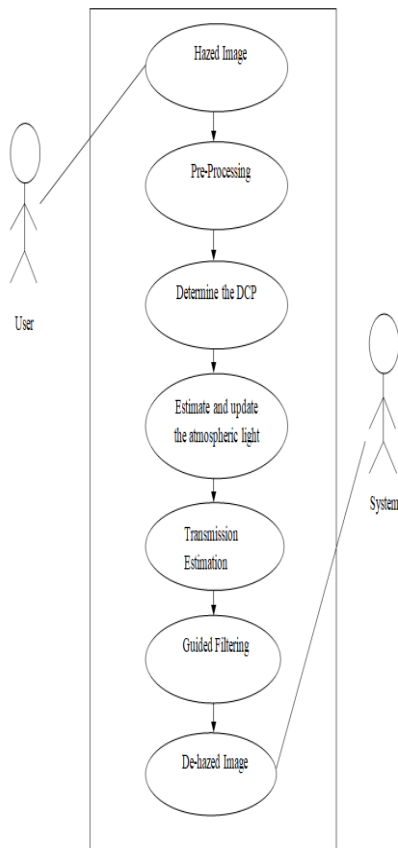 Hazed Image
Pre-Processing
User
Determine the DCP
Estimate and update
the atmospheric light
System
Transmission
Estimation
Guided Filtering
De-hazed Image